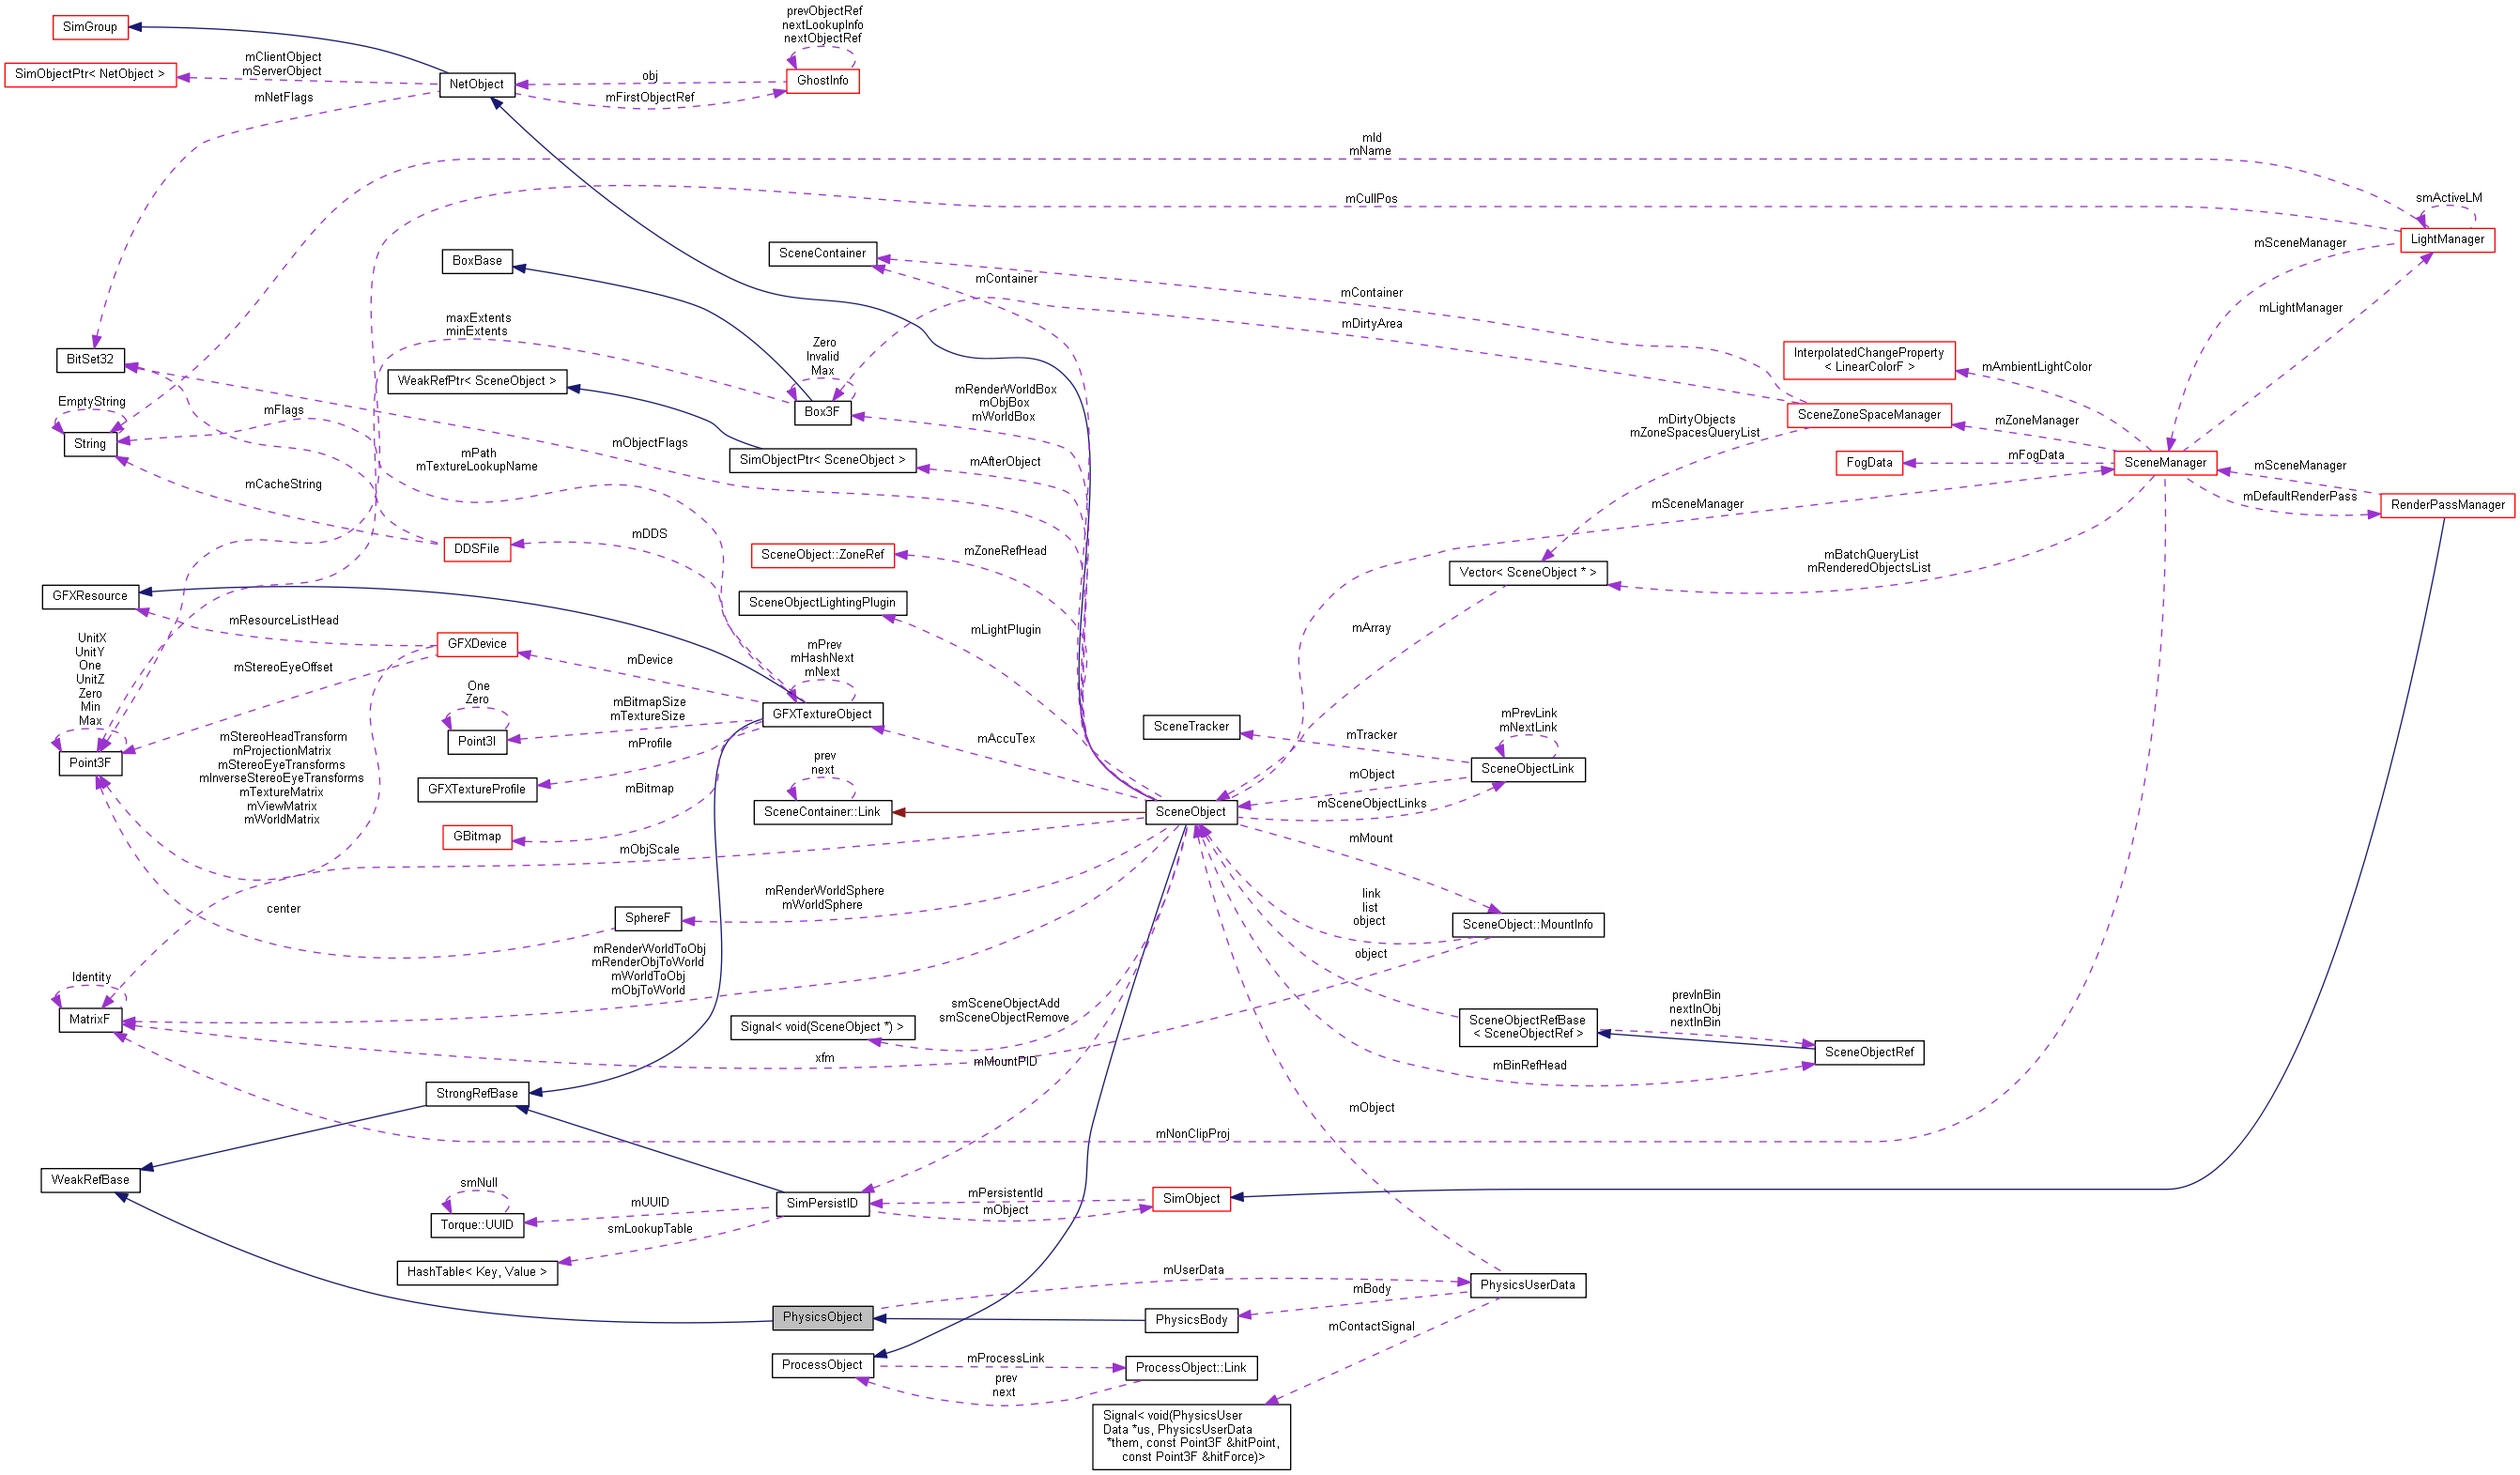 prevObjectRef
nextLookupInfo
nextObjectRef
SimGroup
mClientObject
mServerObject
SimObjectPtr< NetObject >
NetObject
obj
GhostInfo
mNetFlags
mFirstObjectRef
mId
mName
mCullPos
smActiveLM
LightManager
SceneContainer
mSceneManager
BoxBase
mContainer
mContainer
mLightManager
maxExtents
minExtents
mDirtyArea
Zero
Invalid
Max
BitSet32
InterpolatedChangeProperty
< LinearColorF >
mAmbientLightColor
WeakRefPtr< SceneObject >
mRenderWorldBox
mObjBox
mWorldBox
EmptyString
mFlags
Box3F
SceneZoneSpaceManager
mDirtyObjects
mZoneSpacesQueryList
mZoneManager
String
mObjectFlags
mPath
mTextureLookupName
SimObjectPtr< SceneObject >
mAfterObject
FogData
mFogData
SceneManager
mSceneManager
mCacheString
mSceneManager
mDefaultRenderPass
RenderPassManager
mDDS
DDSFile
SceneObject::ZoneRef
mZoneRefHead
mBatchQueryList
mRenderedObjectsList
Vector< SceneObject * >
GFXResource
SceneObjectLightingPlugin
mResourceListHead
mLightPlugin
mArray
UnitX
UnitY
One
UnitZ
Zero
Min
Max
GFXDevice
mPrev
mHashNext
mNext
mStereoEyeOffset
mDevice
One
Zero
mBitmapSize
mTextureSize
GFXTextureObject
mPrevLink
mNextLink
SceneTracker
mStereoHeadTransform
mProjectionMatrix
mStereoEyeTransforms
mInverseStereoEyeTransforms
mTextureMatrix
mViewMatrix
mWorldMatrix
Point3I
mProfile
mAccuTex
mTracker
Point3F
prev
next
mObject
SceneObjectLink
GFXTextureProfile
mBitmap
SceneContainer::Link
SceneObject
mSceneObjectLinks
GBitmap
mObjScale
mMount
mRenderWorldSphere
mWorldSphere
link
list
object
center
SphereF
SceneObject::MountInfo
mRenderWorldToObj
mRenderObjToWorld
mWorldToObj
mObjToWorld
object
Identity
prevInBin
nextInObj
nextInBin
smSceneObjectAdd
smSceneObjectRemove
MatrixF
Signal< void(SceneObject *) >
SceneObjectRefBase
< SceneObjectRef >
SceneObjectRef
xfm
mMountPID
mBinRefHead
StrongRefBase
mObject
mNonClipProj
WeakRefBase
smNull
mUUID
SimPersistID
mPersistentId
SimObject
mObject
Torque::UUID
smLookupTable
HashTable< Key, Value >
mUserData
PhysicsUserData
mBody
PhysicsObject
PhysicsBody
mContactSignal
ProcessObject
mProcessLink
ProcessObject::Link
prev
next
Signal< void(PhysicsUser
Data *us, PhysicsUserData
*them, const Point3F &hitPoint,
const Point3F &hitForce)>